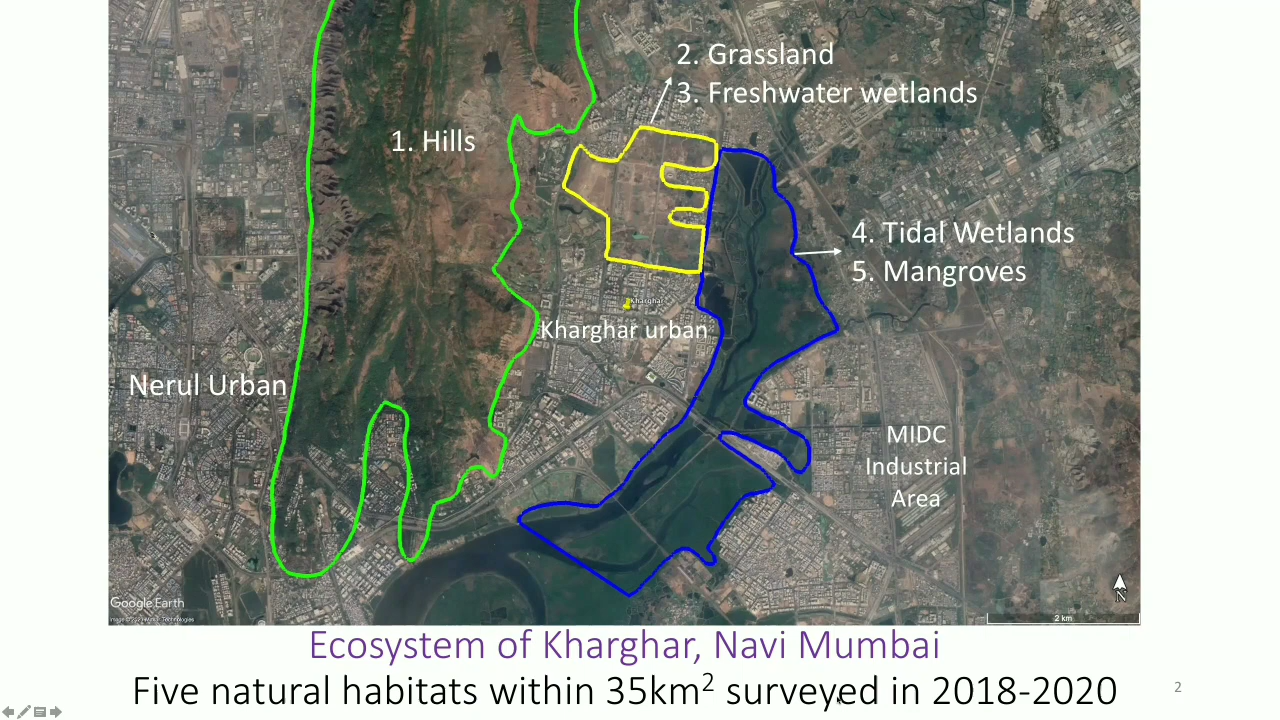 2. Grassland
3. Freshwater wetlands
1. Hills
4. Tidal Wetlands
5. Mangroves
Kharghar
Kharghar urban
Nerul Urban
MIDC
Industrial
Area
N
Google Earth
2 km
Ecosystem of Kharghar, Navi Mumbai
Five natural habitats within 35km² surveyed in 2018-2020
2